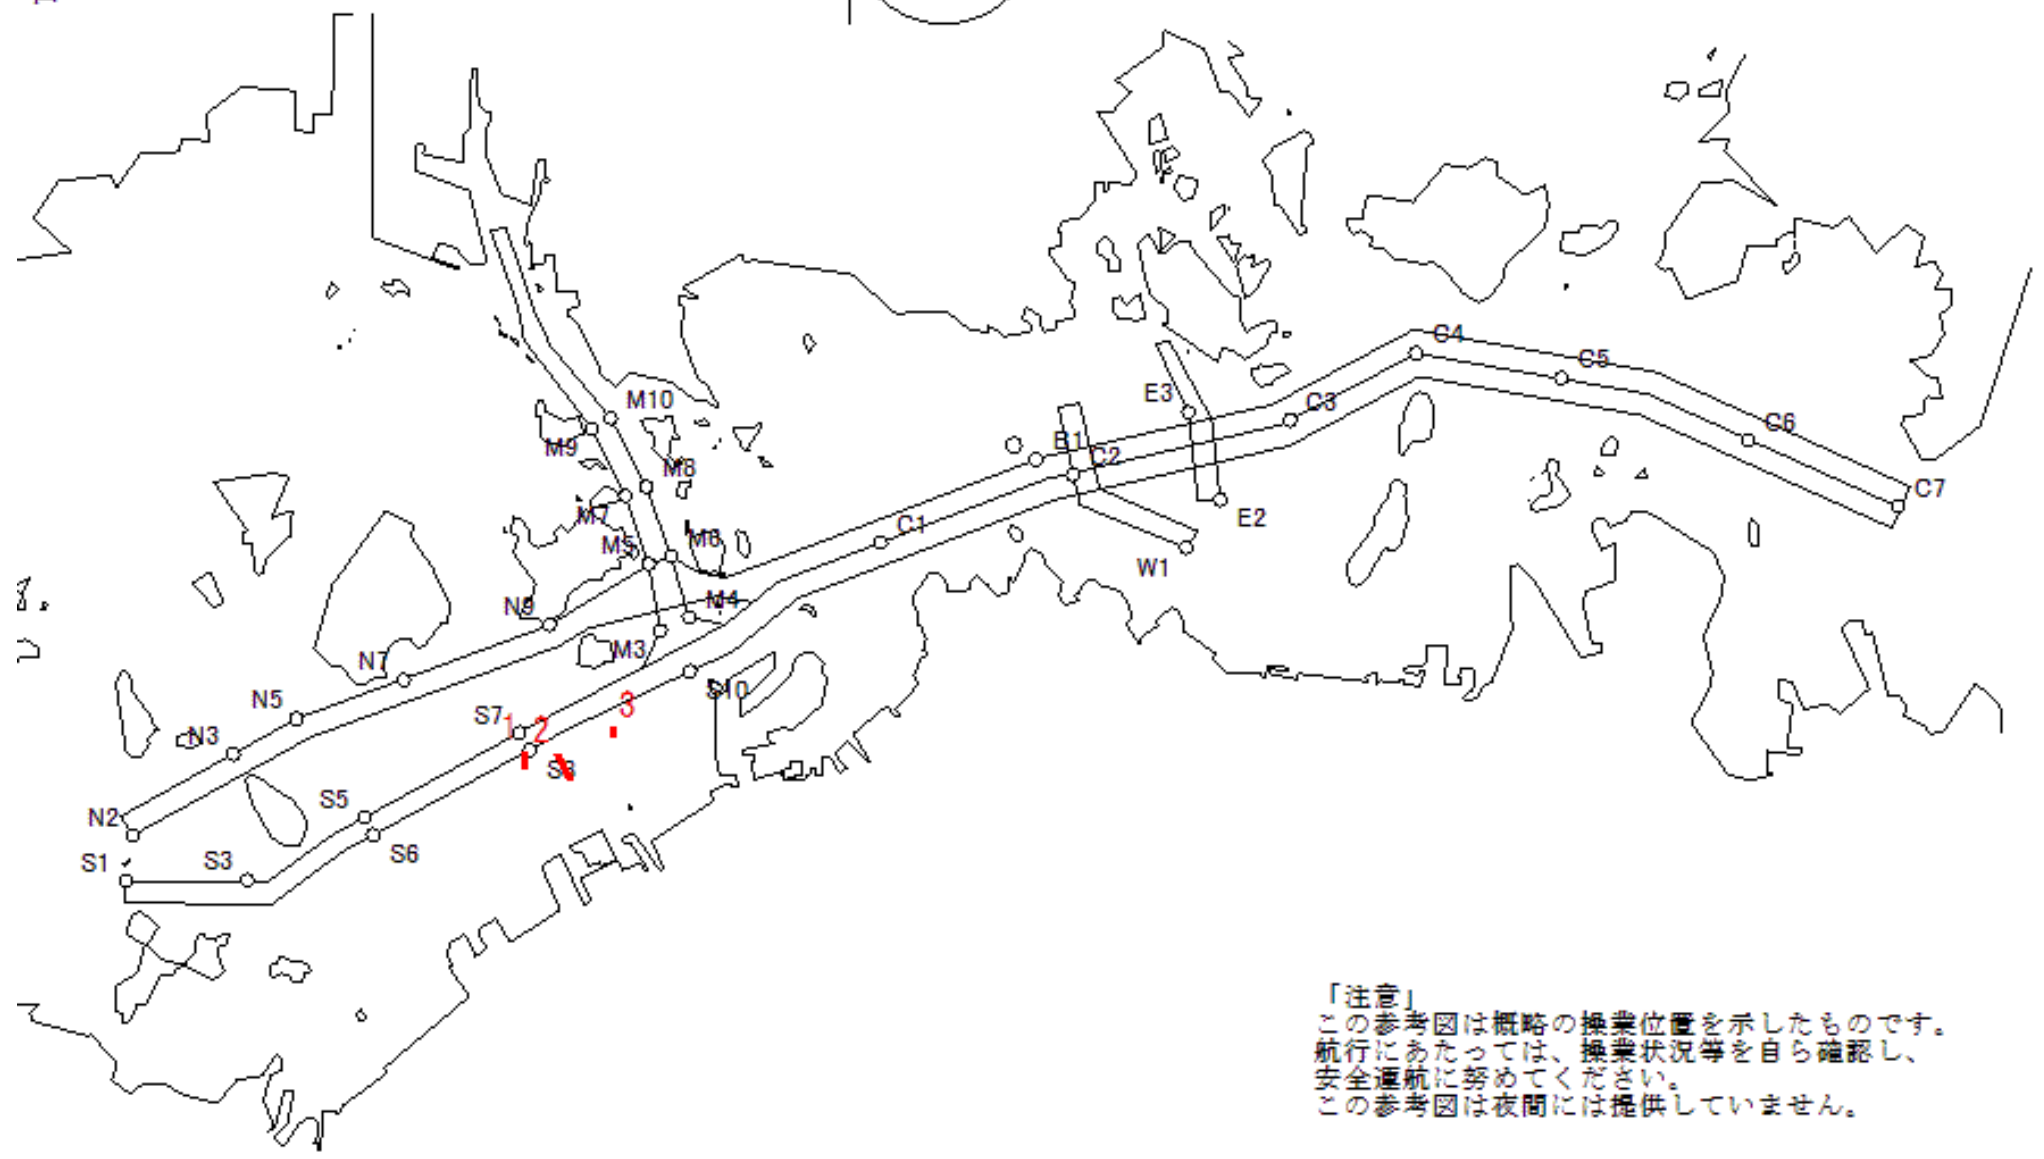 C4
C5
M10
E3
C3
C6
M9
B1
C2
M8
C7
M7
E2
C1
M5
M6
W1
N9
M4
M3
N7
S10
N5
3
S7
1
2
N3
S8
S5
N2
S6
S1
S3
「注意」
この参考図は概略の操業位置を示したものです。
航行にあたっては、操業状況等を自ら確認し、
安全運航に努めてください。
この参考図は夜間には提供していません。